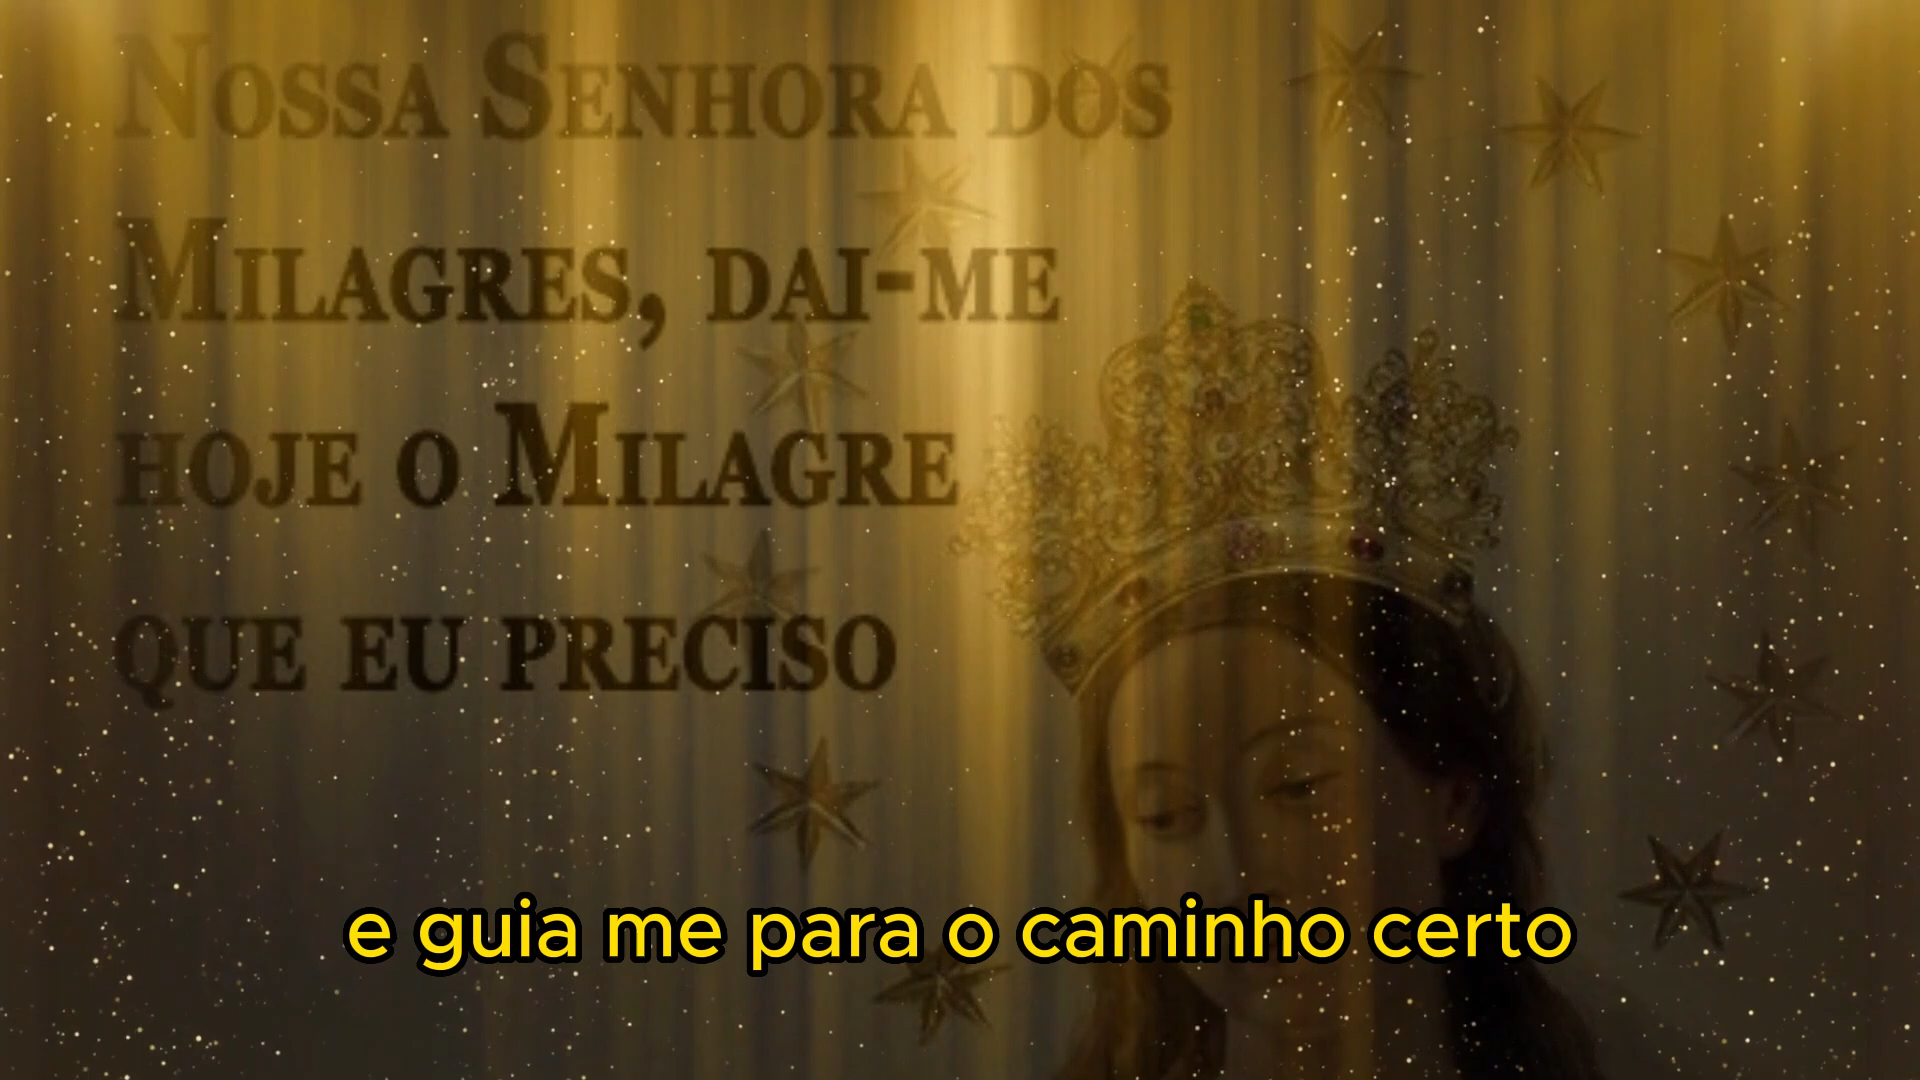 Nossa Senhora dos
Milagres, dai-me
hoje o Milagre
que eu preciso
e guia me para o caminho certo